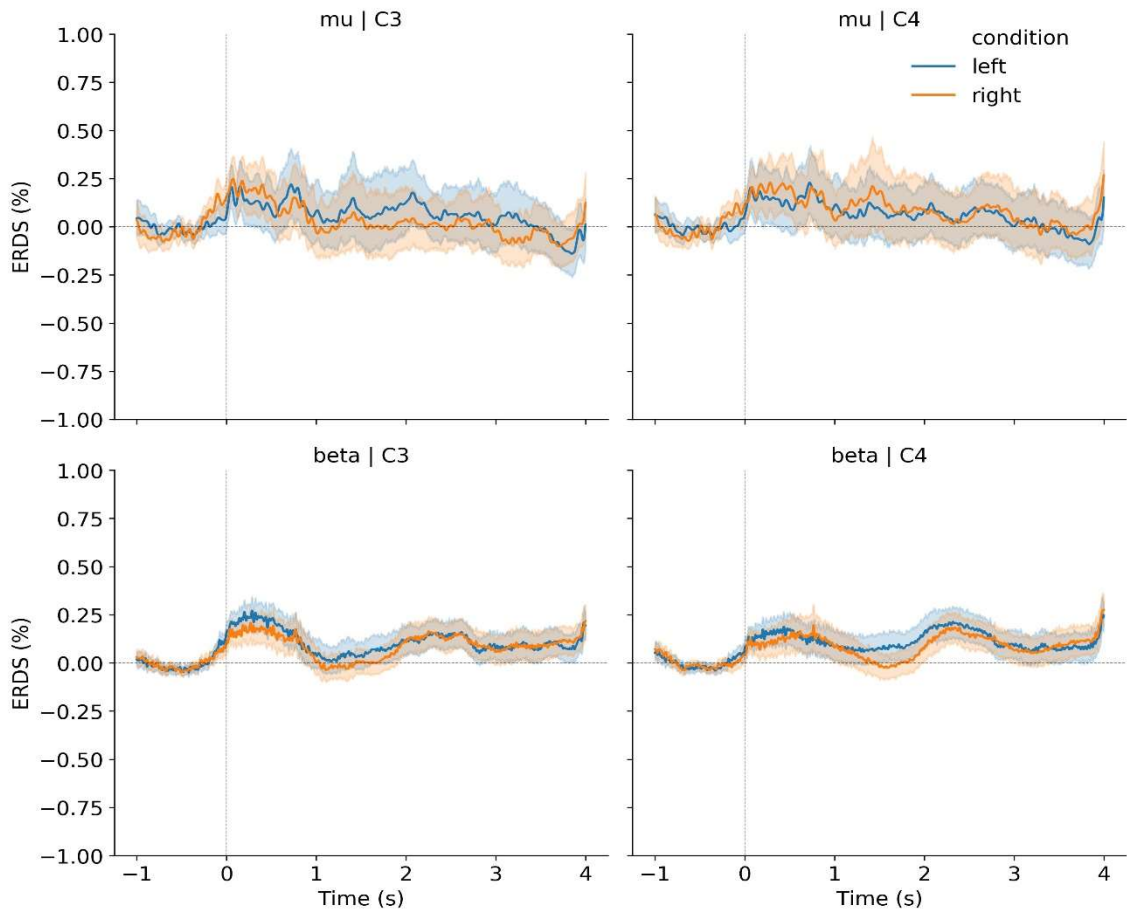 mu | C3
mu | C4
condition
left
right
1.00
0.75
0.50
0.25
0.00
−0.25
−0.50
−0.75
−1.00
ERDS (%)
beta | C3
beta | C4
1.00
0.75
0.50
0.25
0.00
−0.25
−0.50
−0.75
−1.00
ERDS (%)
−1 0 1 2 3 4
−1 0 1 2 3 4
Time (s)
Time (s)